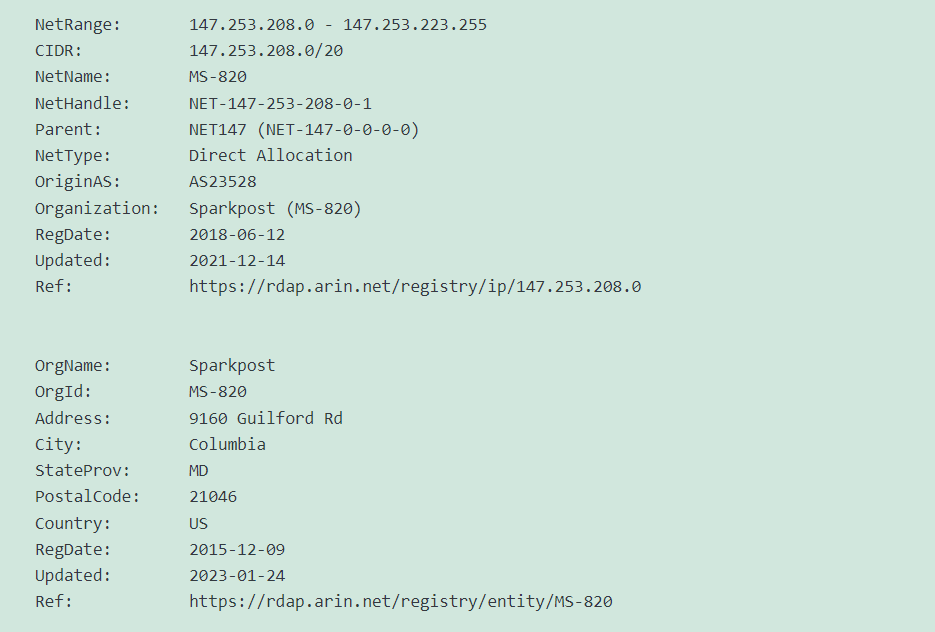 NetRange: 147.253.208.0 - 147.253.223.255
CIDR: 147.253.208.0/20
NetName: MS-820
NetHandle: NET-147-253-208-0-1
Parent: NET147 (NET-147-0-0-0-0)
NetType: Direct Allocation
OriginAS: AS23528
Organization: Sparkpost (MS-820)
RegDate: 2018-06-12
Updated: 2021-12-14
Ref: https://rdap.arin.net/registry/ip/147.253.208.0
OrgName: Sparkpost
OrgId: MS-820
Address: 9160 Guilford Rd
City: Columbia
StateProv: MD
PostalCode: 21046
Country: US
RegDate: 2015-12-09
Updated: 2023-01-24
Ref: https://rdap.arin.net/registry/entity/MS-820